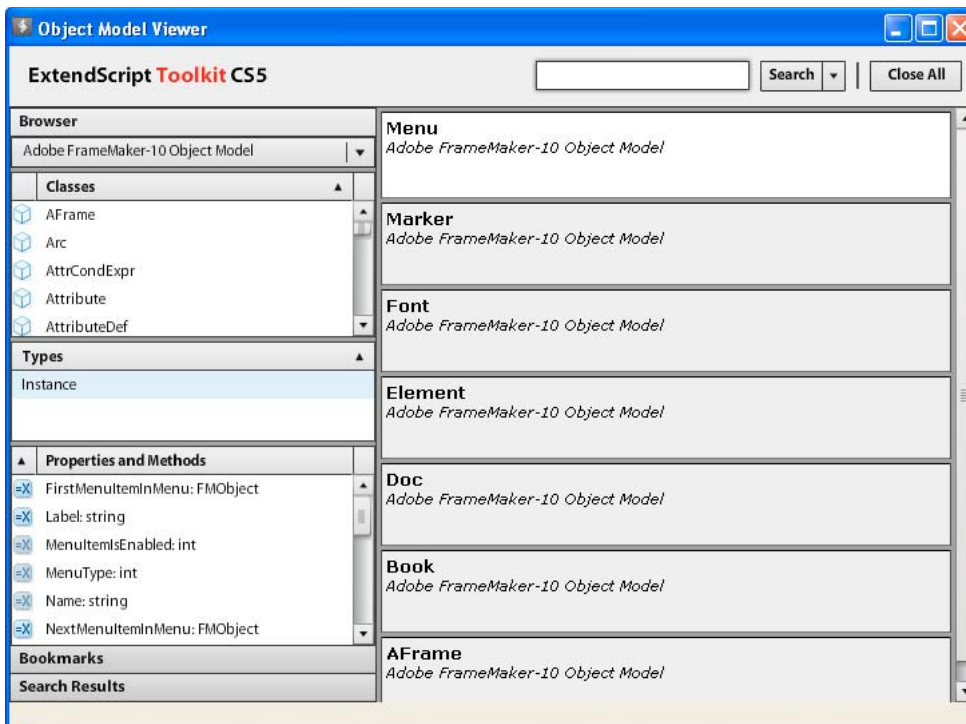 Object Model Viewer
ExtendScript Toolkit CS5
Search
Close All
Browser
Adobe FrameMaker-10 Object Model
Classes
AFrame
Arc
AttrCondExpr
Attribute
AttributeDef
Types
Instance
Properties and Methods
FirstMenuItemInMenu: FMObject
Label: string
MenuItemIsEnabled: int
MenuType: int
Name: string
NextMenuItemInMenu: FMObject
Bookmarks
Search Results
Menu
Adobe FrameMaker-10 Object Model
Marker
Adobe FrameMaker-10 Object Model
Font
Adobe FrameMaker-10 Object Model
Element
Adobe FrameMaker-10 Object Model
Doc
Adobe FrameMaker-10 Object Model
Book
Adobe FrameMaker-10 Object Model
AFrame
Adobe FrameMaker-10 Object Model